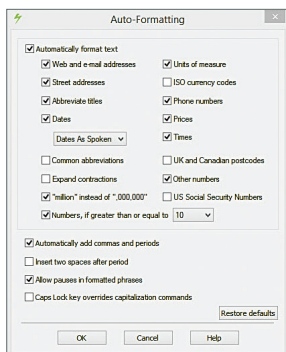 Auto-Formatting
Automatically format text
Web and e-mail addresses
Units of measure
Street addresses
ISO currency codes
Abbreviate titles
Phone numbers
Dates
Prices
Dates As Spoken
Times
Common abbreviations
UK and Canadian postcodes
Expand contractions
Other numbers
"million" instead of ",000,000"
US Social Security Numbers
Numbers, if greater than or equal to 10
Automatically add commas and periods
Insert two spaces after period
Allow pauses in formatted phrases
Caps Lock key overrides capitalization commands
Restore defaults
OK Cancel Help